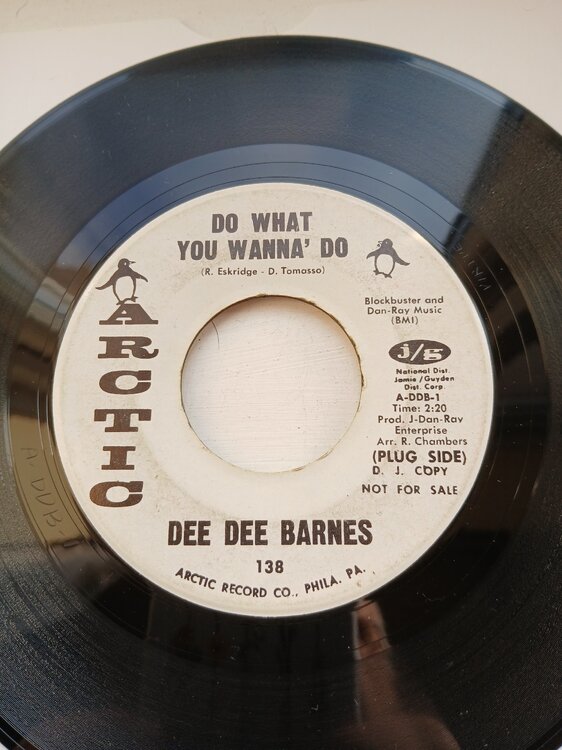 DO WHAT
YOU WANNA' DO
(R. Eskridge - D. Tomasso)
ARCTIC
Blockbuster and
Dan-Ray Music
(BMI)
j/g
National Dist.
Jamie/Guyden
Dist. Corp.
A-DDB-1
Time: 2:20
Prod. J-Dan-Ray
Enterprise
Arr. R. Chambers
(PLUG SIDE)
D. J. COPY
NOT FOR SALE
DEE DEE BARNES
138
ARCTIC RECORD CO., PHILA. PA.